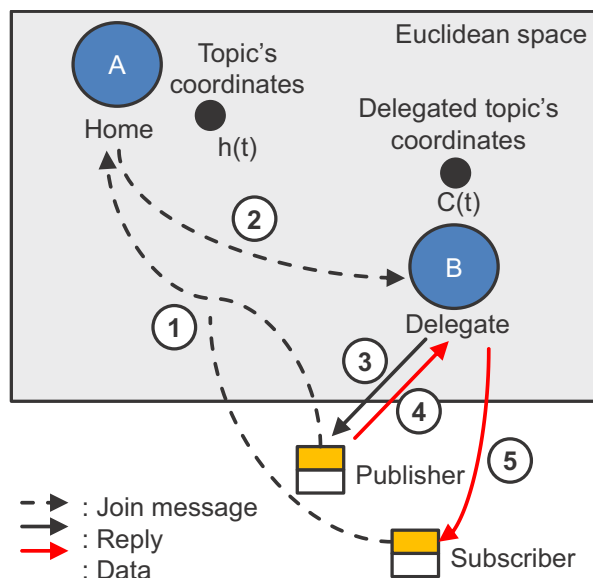 Euclidean space
A
Topic's
coordinates
Home
h(t)
Delegated topic's
coordinates
C(t)
2
B
1
Delegate
3
4
5
Publisher
Subscriber
: Join message
: Reply
: Data